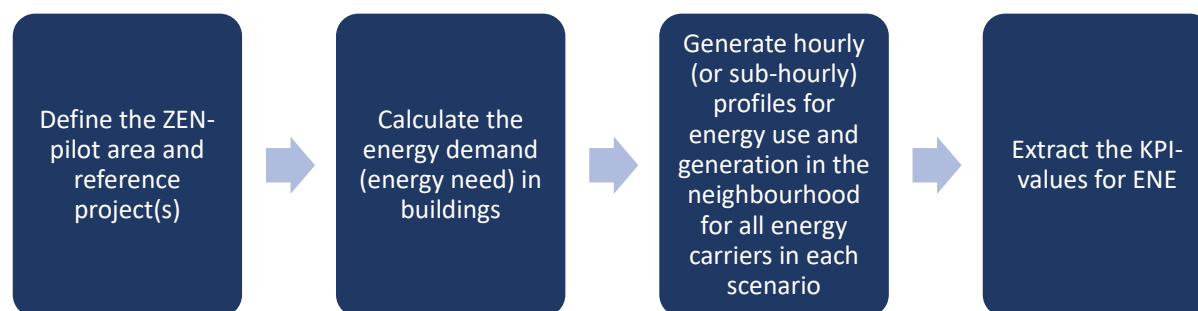 Define the ZEN-
pilot area and
reference
project(s)
Calculate the
energy demand
(energy need) in
buildings
Generate hourly
(or sub-hourly)
profiles for
energy use and
generation in the
neighbourhood
for all energy
carriers in each
scenario
Extract the KPI-
values for ENE